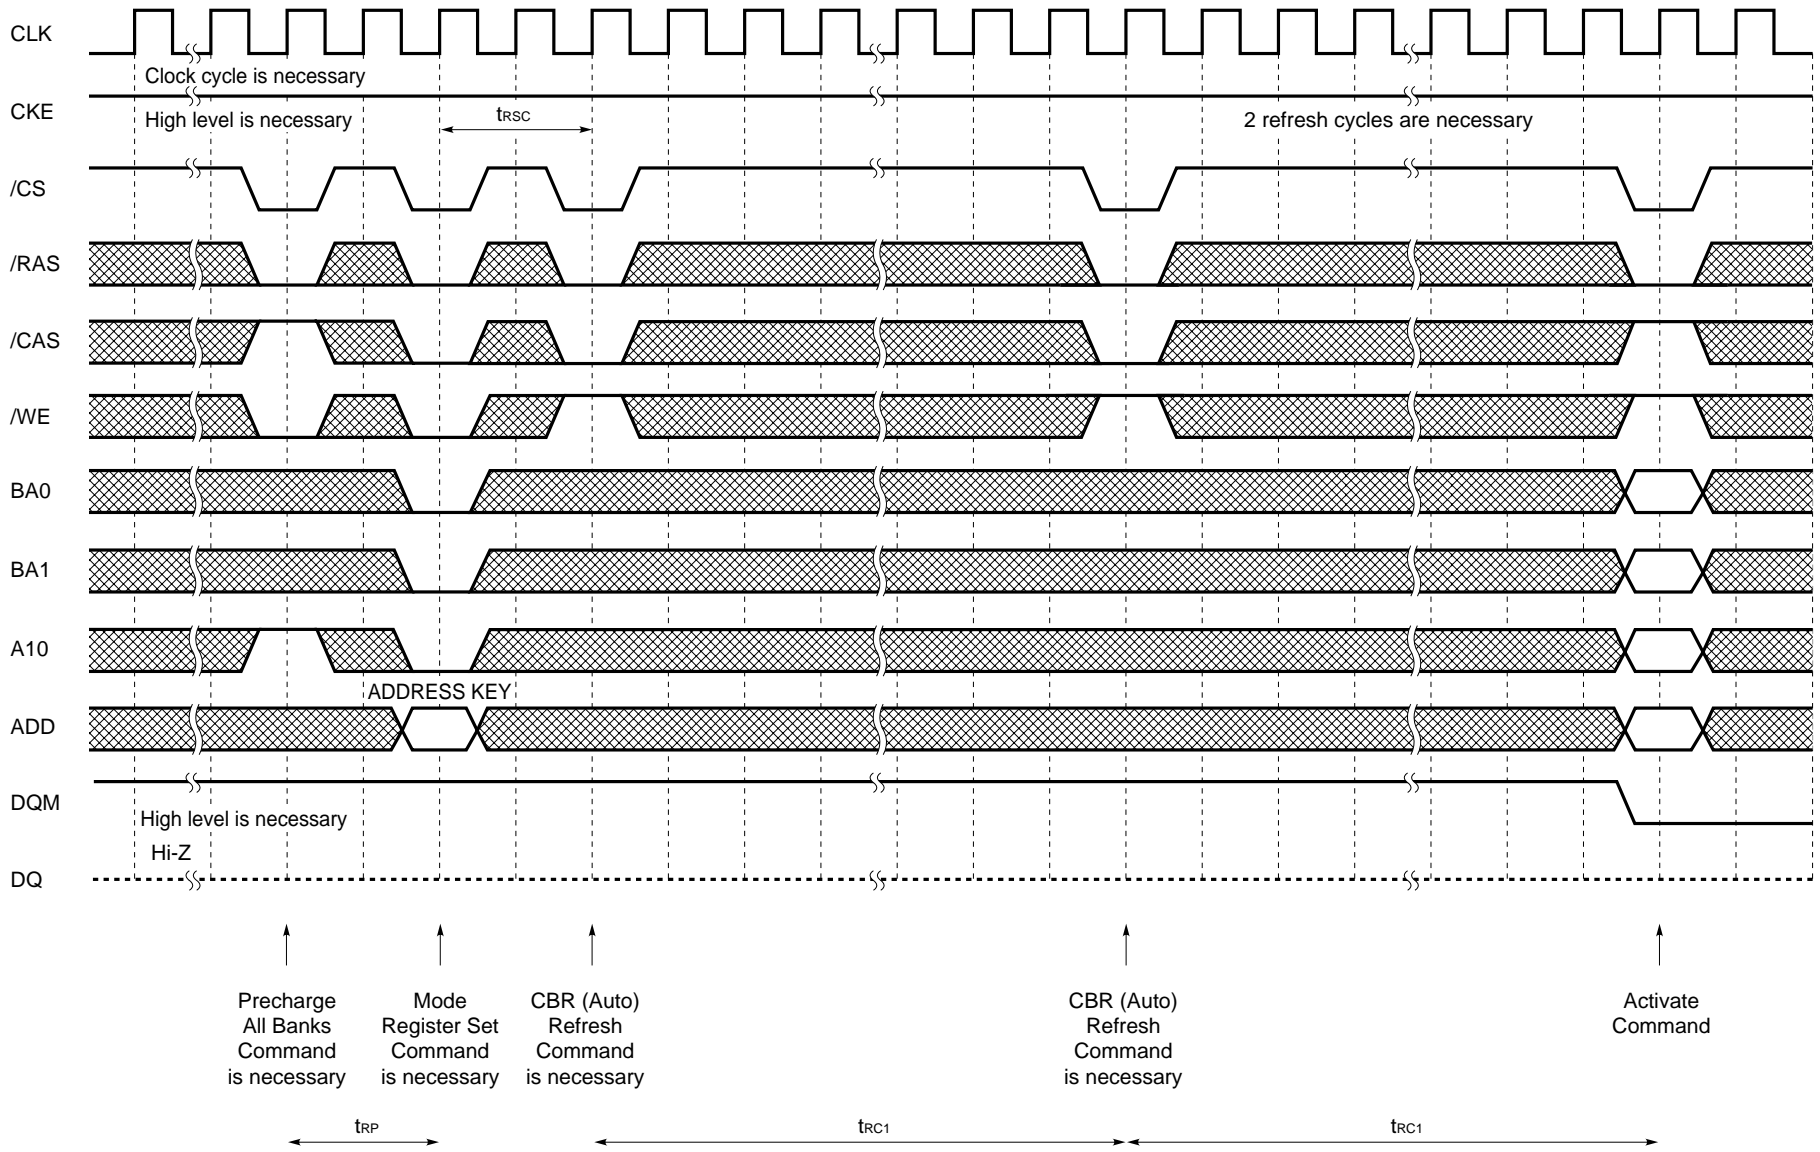 CLK
Clock cycle is necessary
CKE
High level is necessary
tRSC
2 refresh cycles are necessary
/CS
/RAS
/CAS
/WE
BA0
BA1
A10
ADDRESS KEY
ADD
DQM
High level is necessary
Hi-Z
DQ
Precharge
All Banks
Command
is necessary
Mode
Register Set
Command
is necessary
CBR (Auto)
Refresh
Command
is necessary
CBR (Auto)
Refresh
Command
is necessary
Activate
Command
tRP
tRC1
tRC1